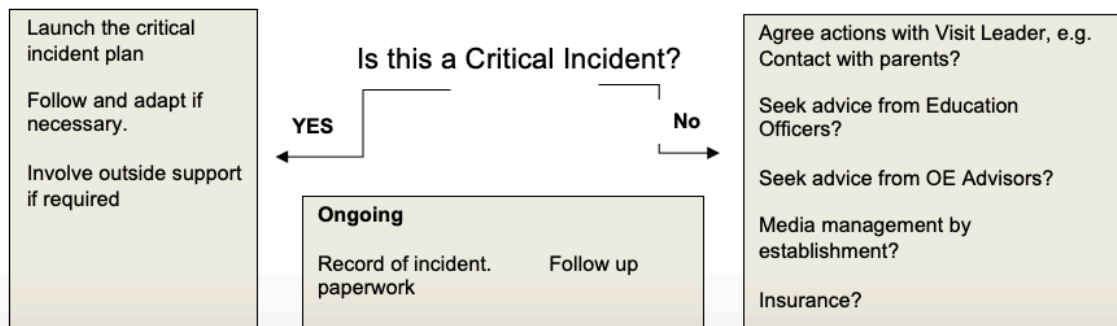 Launch the critical
incident plan
Follow and adapt if
necessary.
Involve outside support
if required
Is this a Critical Incident?
YES
No
Ongoing
Record of incident. Follow up
paperwork
Agree actions with Visit Leader, e.g.
Contact with parents?
Seek advice from Education
Officers?
Seek advice from OE Advisors?
Media management by
establishment?
Insurance?